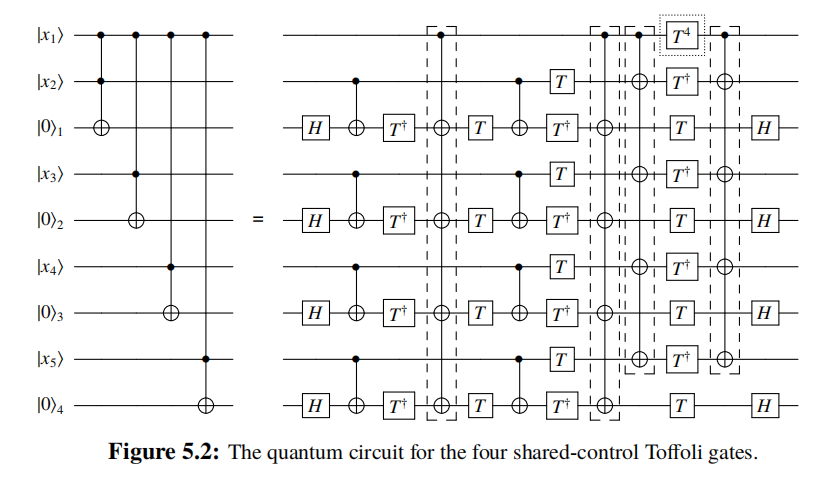 |x₁⟩ T⁴
|x₂⟩ T T†
|0⟩₁ H T† T T† T H
|x₃⟩ T T†
|0⟩₂ = H T† T T† T H
|x₄⟩ T T†
|0⟩₃ H T† T T† T H
|x₅⟩ T T†
|0⟩₄ H T† T T† T H
Figure 5.2: The quantum circuit for the four shared-control Toffoli gates.